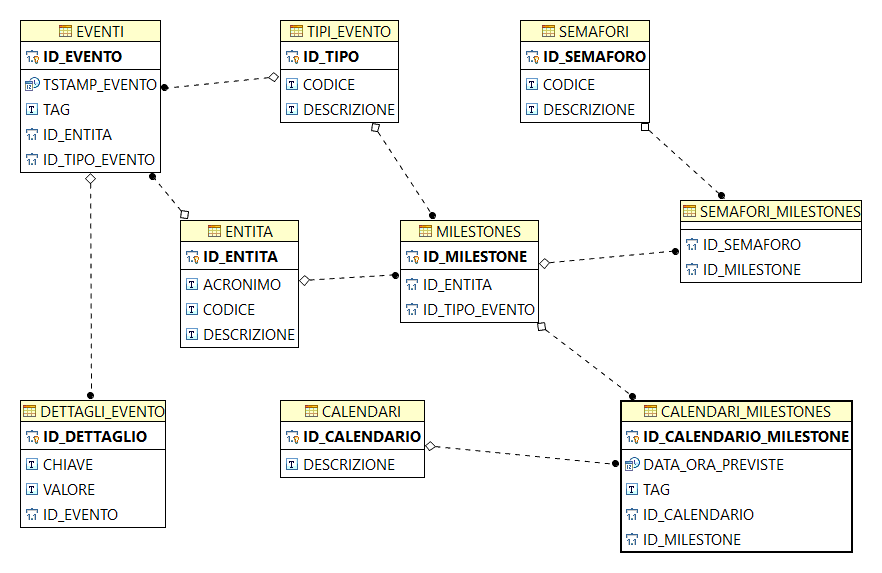 EVENTI
ID_EVENTO
TSTAMP_EVENTO
TAG
ID_ENTITA
ID_TIPO_EVENTO
TIPI_EVENTO
ID_TIPO
CODICE
DESCRIZIONE
SEMAFORI
ID_SEMAFORO
CODICE
DESCRIZIONE
ENTITA
ID_ENTITA
ACRONIMO
CODICE
DESCRIZIONE
MILESTONES
ID_MILESTONE
ID_ENTITA
ID_TIPO_EVENTO
SEMAFORI_MILESTONES
ID_SEMAFORO
ID_MILESTONE
DETTAGLI_EVENTO
ID_DETTAGLIO
CHIAVE
VALORE
ID_EVENTO
CALENDARI
ID_CALENDARIO
DESCRIZIONE
CALENDARI_MILESTONES
ID_CALENDARIO_MILESTONE
DATA_ORA_PREVISTE
TAG
ID_CALENDARIO
ID_MILESTONE